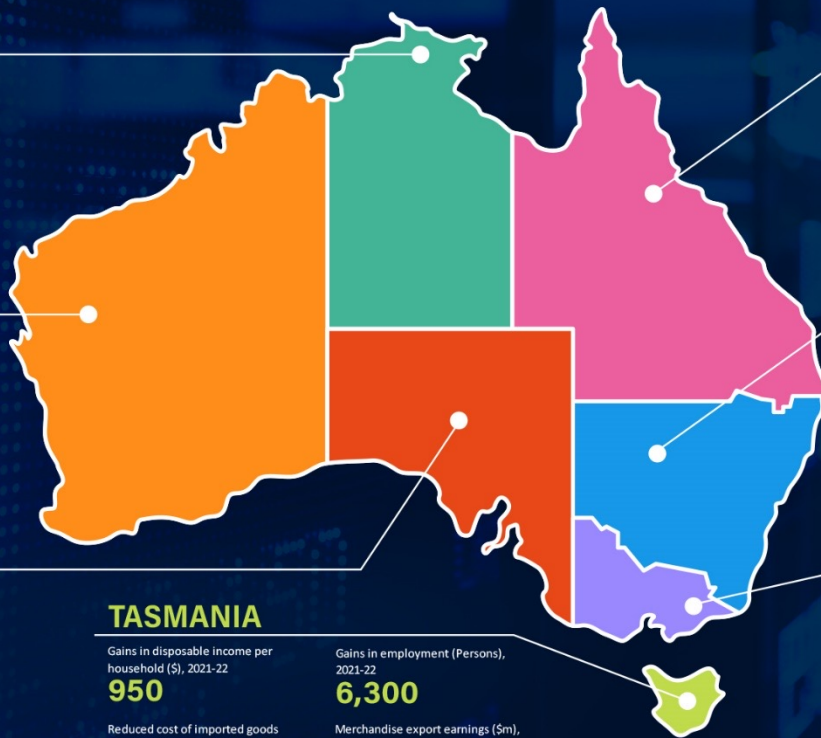 TASMANIA
Gains in disposable income per
household ($), 2021-22
950
Gains in employment (Persons),
2021-22
6,300
Reduced cost of imported goods
Merchandise export earnings ($m),